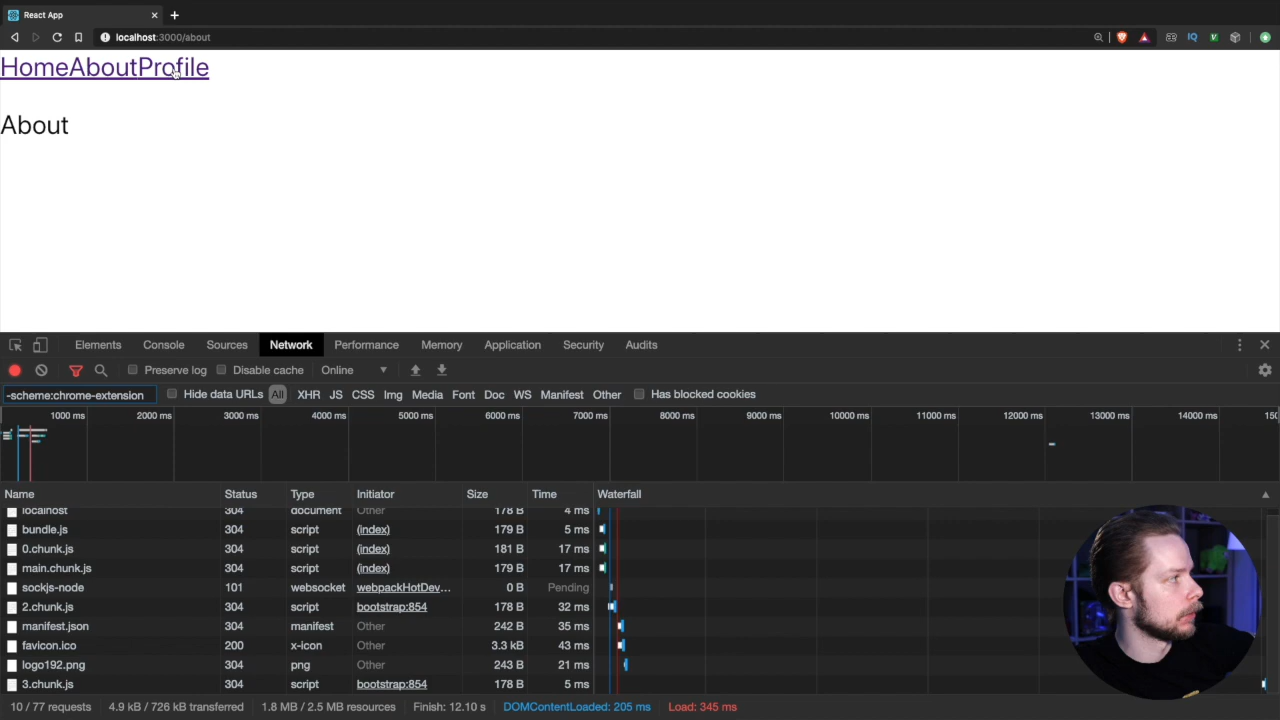 React App
localhost:3000/about
HomeAboutProfile
About
Elements Console Sources Network Performance Memory Application Security Audits
Preserve log Disable cache Online
-scheme:chrome-extension Hide data URLs All XHR JS CSS Img Media Font Doc WS Manifest Other Has blocked cookies
1000 ms 2000 ms 3000 ms 4000 ms 5000 ms 6000 ms 7000 ms 8000 ms 9000 ms 10000 ms 11000 ms 12000 ms 13000 ms 14000 ms 150
Name Status Type Initiator Size Time Waterfall
localhost 304 document Other 178 B 4 ms
bundle.js 304 script (index) 179 B 5 ms
0.chunk.js 304 script (index) 181 B 17 ms
main.chunk.js 304 script (index) 179 B 17 ms
sockjs-node 101 websocket webpackHotDev... 0 B Pending
2.chunk.js 304 script bootstrap:854 178 B 32 ms
manifest.json 304 manifest Other 242 B 35 ms
favicon.ico 200 x-icon Other 3.3 kB 43 ms
logo192.png 304 png Other 243 B 21 ms
3.chunk.js 304 script bootstrap:854 178 B 5 ms
10 / 77 requests 4.9 kB / 726 kB transferred 1.8 MB / 2.5 MB resources Finish: 12.10 s DOMContentLoaded: 205 ms Load: 345 ms